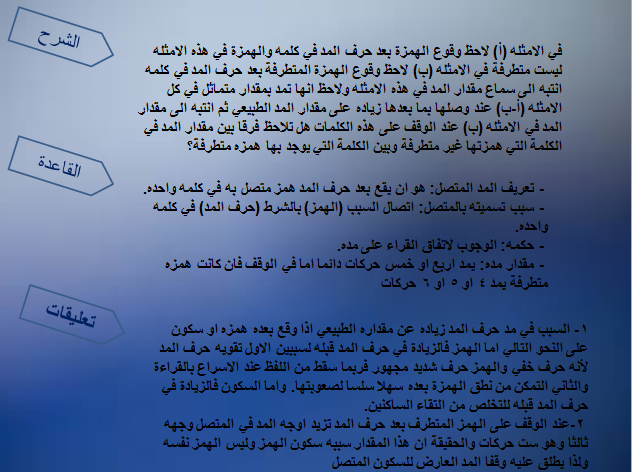 الشرح
في الامثله (أ) لاحظ وقوع الهمزة بعد حرف المد في كلمه والهمزة في هذه الامثله
ليست متطرفة في الامثله (ب) لاحظ وقوع الهمزة المتطرفة بعد حرف المد في كلمه
انتبه الى سماع مقدار المد في هذه الامثله ولاحظ انها تمد بمقدار متماثل في كل
الامثله (أ-ب) عند وصلها بما بعدها زياده على مقدار المد الطبيعي ثم انتبه الى مقدار
المد في الامثله (ب) عند الوقف على هذه الكلمات هل تلاحظ فرقا بين مقدار المد في
الكلمة التي همزتها غير متطرفة وبين الكلمة التي يوجد بها همزه متطرفة؟
القاعدة
- تعريف المد المتصل: هو ان يقع بعد حرف المد همز متصل به في كلمه واحده.
- سبب تسميته بالمتصل: اتصال السبب (الهمز) بالشرط (حرف المد) في كلمه
واحده.
- حكمه: الوجوب لاتفاق القراء على مده.
- مقدار مده: يمد اربع او خمس حركات دائما اما في الوقف فان كانت همزه
متطرفة يمد ٤ او ٥ او ٦ حركات
تعليقات
١- السبب في مد حرف المد زياده عن مقداره الطبيعي اذا وقع بعده همزه او سكون
على النحو التالي اما الهمز فالزيادة في حرف المد قبله لسببين الاول تقويه حرف المد
لأنه حرف خفي والهمز حرف شديد مجهور فربما سقط من اللفظ عند الاسراع بالقراءة
والثاني التمكن من نطق الهمزة بعده سهلا سلسا لصعوبتها. واما السكون فالزيادة في
حرف المد قبله للتخلص من التقاء الساكنين.
٢-عند الوقف على الهمز المتطرف بعد حرف المد تزيد اوجه المد في المتصل وجهه
ثالثا وهو ست حركات والحقيقة ان هذا المقدار سببه سكون الهمز وليس الهمز نفسه
ولذا يطلق عليه وقفا المد العارض للسكون المتصل